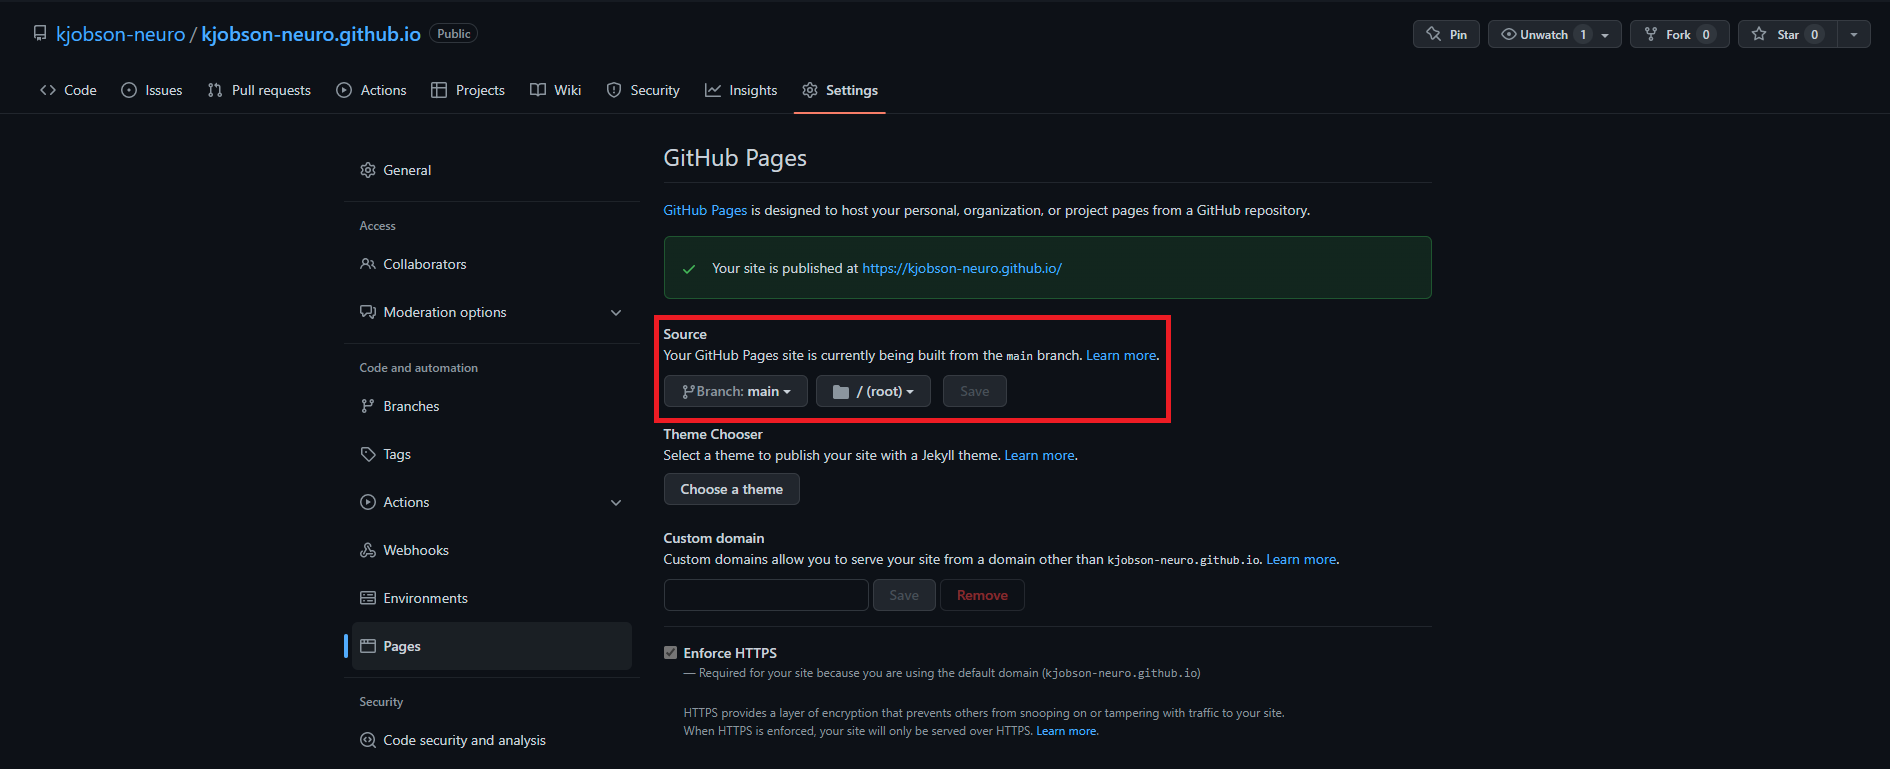 kjobson-neuro / kjobson-neuro.github.io Public
Pin Unwatch 1 Fork 0 Star 0
Code Issues Pull requests Actions Projects Wiki Security Insights Settings
General
Access
Collaborators
Moderation options
Code and automation
Branches
Tags
Actions
Webhooks
Environments
Pages
Security
Code security and analysis
GitHub Pages
GitHub Pages is designed to host your personal, organization, or project pages from a GitHub repository.
Your site is published at https://kjobson-neuro.github.io/
Source
Your GitHub Pages site is currently being built from the main branch. Learn more.
Branch: main / (root) Save
Theme Chooser
Select a theme to publish your site with a Jekyll theme. Learn more.
Choose a theme
Custom domain
Custom domains allow you to serve your site from a domain other than kjobson-neuro.github.io. Learn more.
Save Remove
Enforce HTTPS
— Required for your site because you are using the default domain (kjobson-neuro.github.io)
HTTPS provides a layer of encryption that prevents others from snooping on or tampering with traffic to your site.
When HTTPS is enforced, your site will only be served over HTTPS. Learn more.